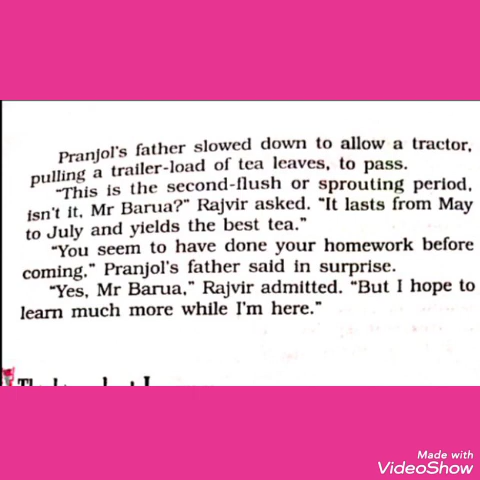 Pranjol's father slowed down to allow a tractor,
pulling a trailer-load of tea leaves, to pass.
"This is the second-flush or sprouting period,
isn't it, Mr Barua?" Rajvir asked. "It lasts from May
to July and yields the best tea."
"You seem to have done your homework before
coming," Pranjol's father said in surprise.
"Yes, Mr Barua," Rajvir admitted. "But I hope to
learn much more while I'm here."
Made with
VideoShow